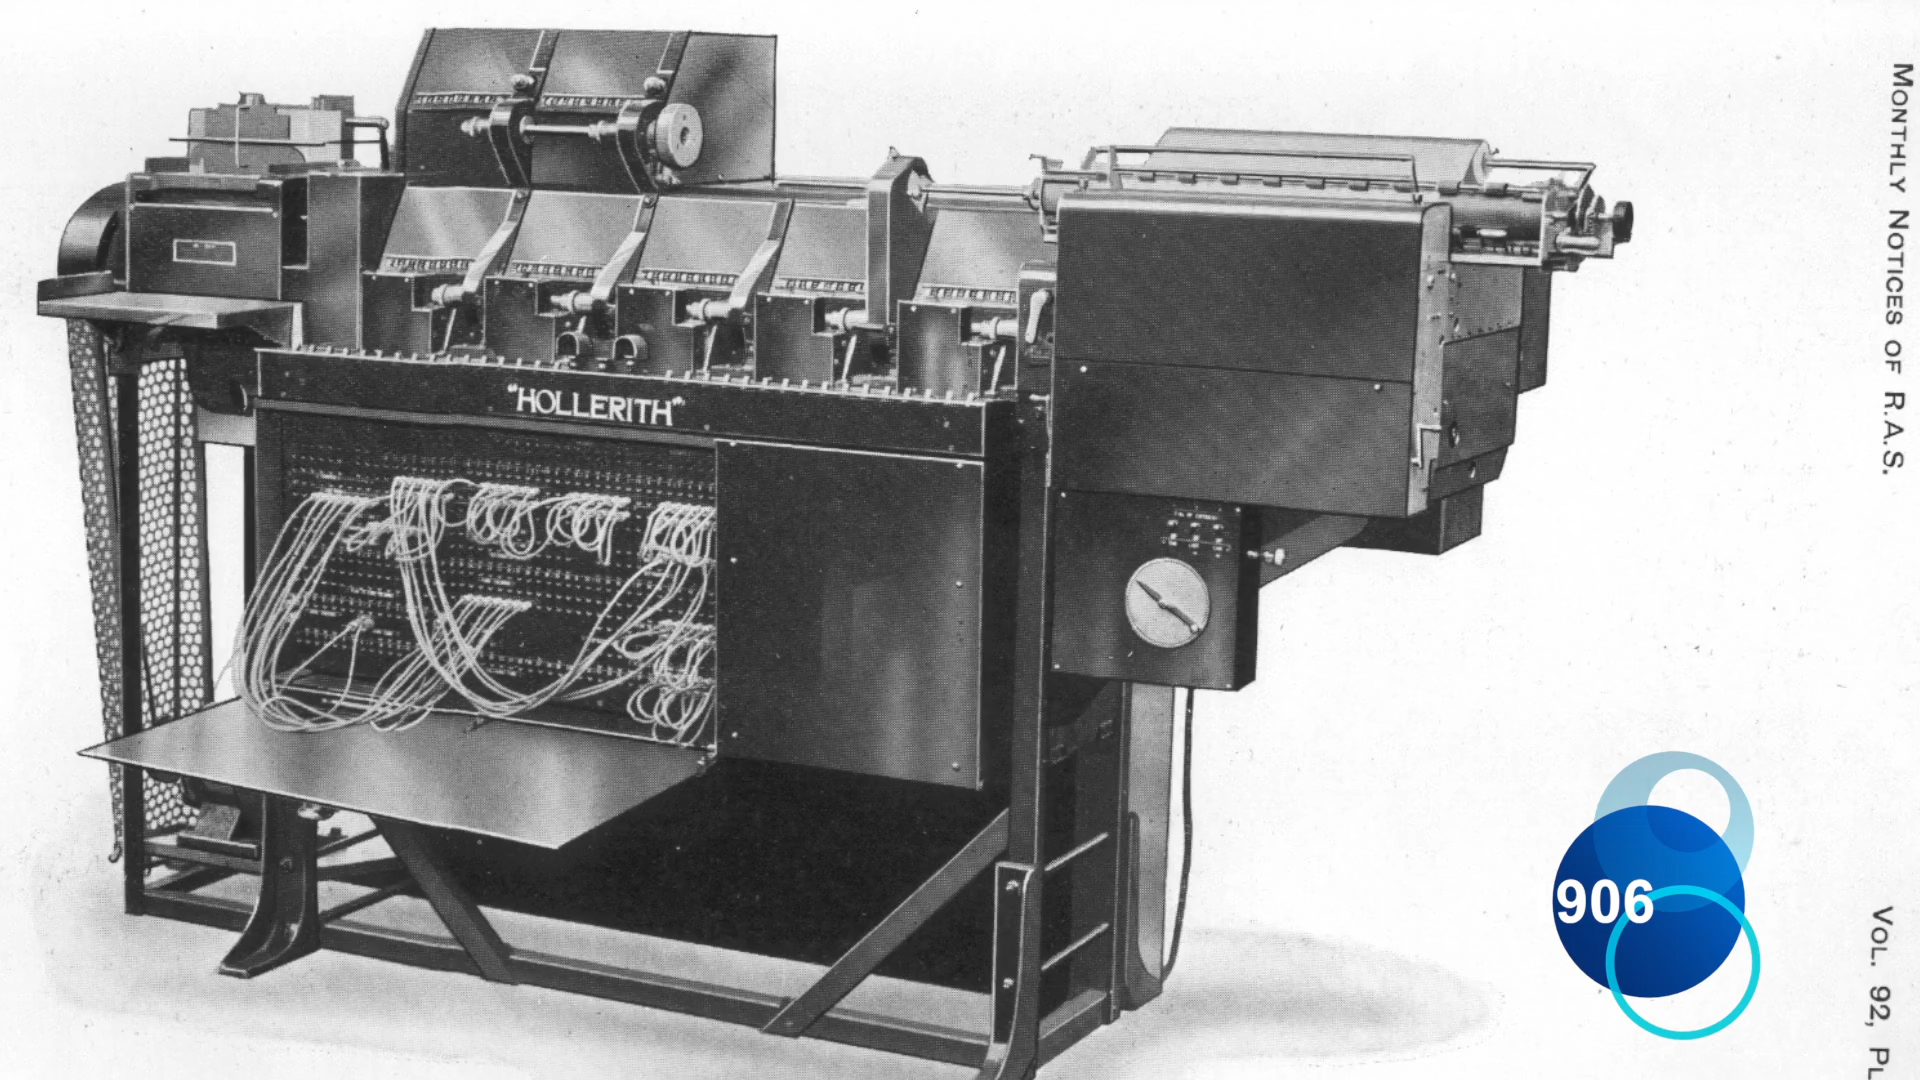 "HOLLERITH"
MONTHLY NOTICES OF R.A.S.
VOL. 92, PL
906